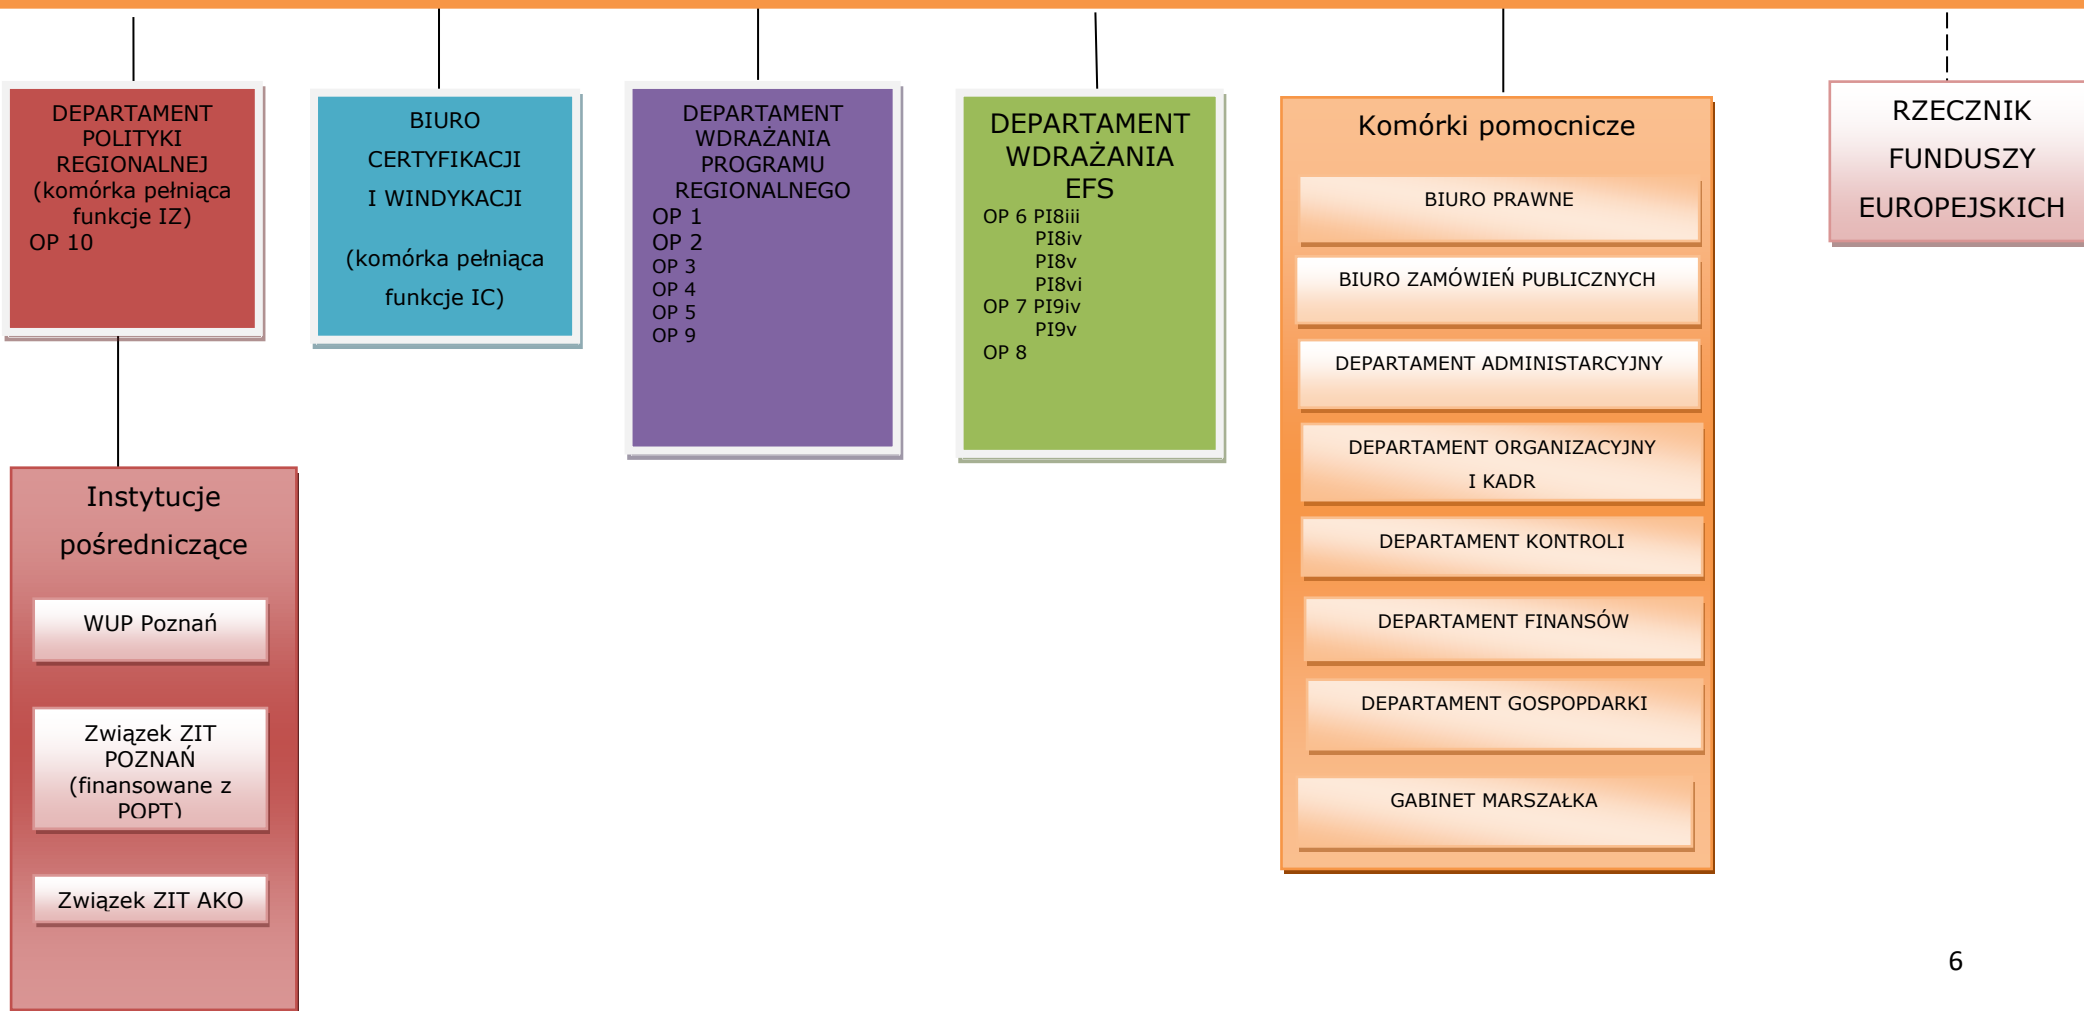 DEPARTAMENT
POLITYKI
REGIONALNEJ
(komórka pełniąca
funkcje IZ)
OP 10
BIURO
CERTYFIKACJI
I WINDYKACJI
(komórka pełniąca
funkcje IC)
DEPARTAMENT
WDRAŻANIA
PROGRAMU
REGIONALNEGO
OP 1
OP 2
OP 3
OP 4
OP 5
OP 9
DEPARTAMENT
WDRAŻANIA
EFS
OP 6 PI8iii
PI8iv
PI8v
PI8vi
OP 7 PI9iv
PI9v
OP 8
Komórki pomocnicze
BIURO PRAWNE
BIURO ZAMÓWIEŃ PUBLICZNYCH
DEPARTAMENT ADMINISTARCYJNY
DEPARTAMENT ORGANIZACYJNY
I KADR
DEPARTAMENT KONTROLI
DEPARTAMENT FINANSÓW
DEPARTAMENT GOSPOPDARKI
GABINET MARSZAŁKA
RZECZNIK
FUNDUSZY
EUROPEJSKICH
Instytucje
pośredniczące
WUP Poznań
Związek ZIT
POZNAŃ
(finansowane z
POPT)
Związek ZIT AKO
6